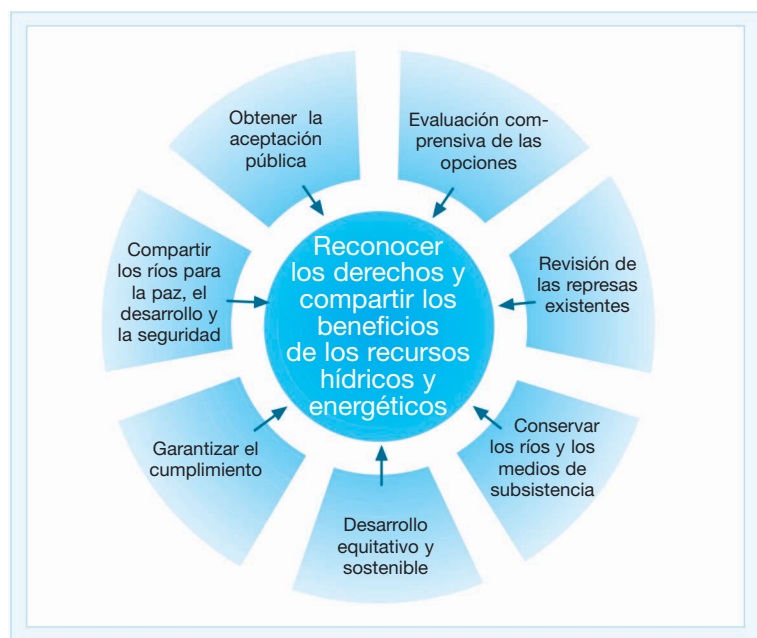 Obtener la
aceptación
pública
Evaluación com-
prensiva de las
opciones
Revisión de
las represas
existentes
Conservar
los ríos y los
medios de
subsistencia
Desarrollo
equitativo y
sostenible
Garantizar el
cumplimiento
Compartir
los ríos para
la paz, el
desarrollo y
la seguridad
Reconocer
los derechos y
compartir los
beneficios
de los recursos
hídricos y
energéticos